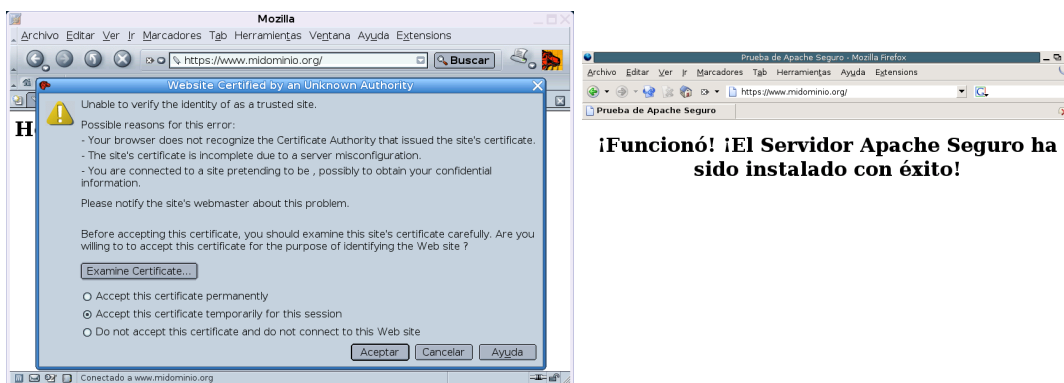 Mozilla
Archivo Editar Ver Ir Marcadores Tab Herramientas Ventana Ayuda Extensions
https://www.midominio.org/
Buscar
Website Certified by an Unknown Authority
Unable to verify the identity of as a trusted site.
Possible reasons for this error:
- Your browser does not recognize the Certificate Authority that issued the site's certificate.
- The site's certificate is incomplete due to a server misconfiguration.
- You are connected to a site pretending to be , possibly to obtain your confidential
information.
Please notify the site's webmaster about this problem.
Before accepting this certificate, you should examine this site's certificate carefully. Are you
willing to to accept this certificate for the purpose of identifying the Web site ?
Examine Certificate...
Accept this certificate permanently
Accept this certificate temporarily for this session
Do not accept this certificate and do not connect to this Web site
Aceptar Cancelar Ayuda
Conectado a www.midominio.org
Prueba de Apache Seguro - Mozilla Firefox
Archivo Editar Ver Ir Marcadores Tab Herramientas Ayuda Extensions
https://www.midominio.org/
Prueba de Apache Seguro
¡Funcionó! ¡El Servidor Apache Seguro ha
sido instalado con éxito!